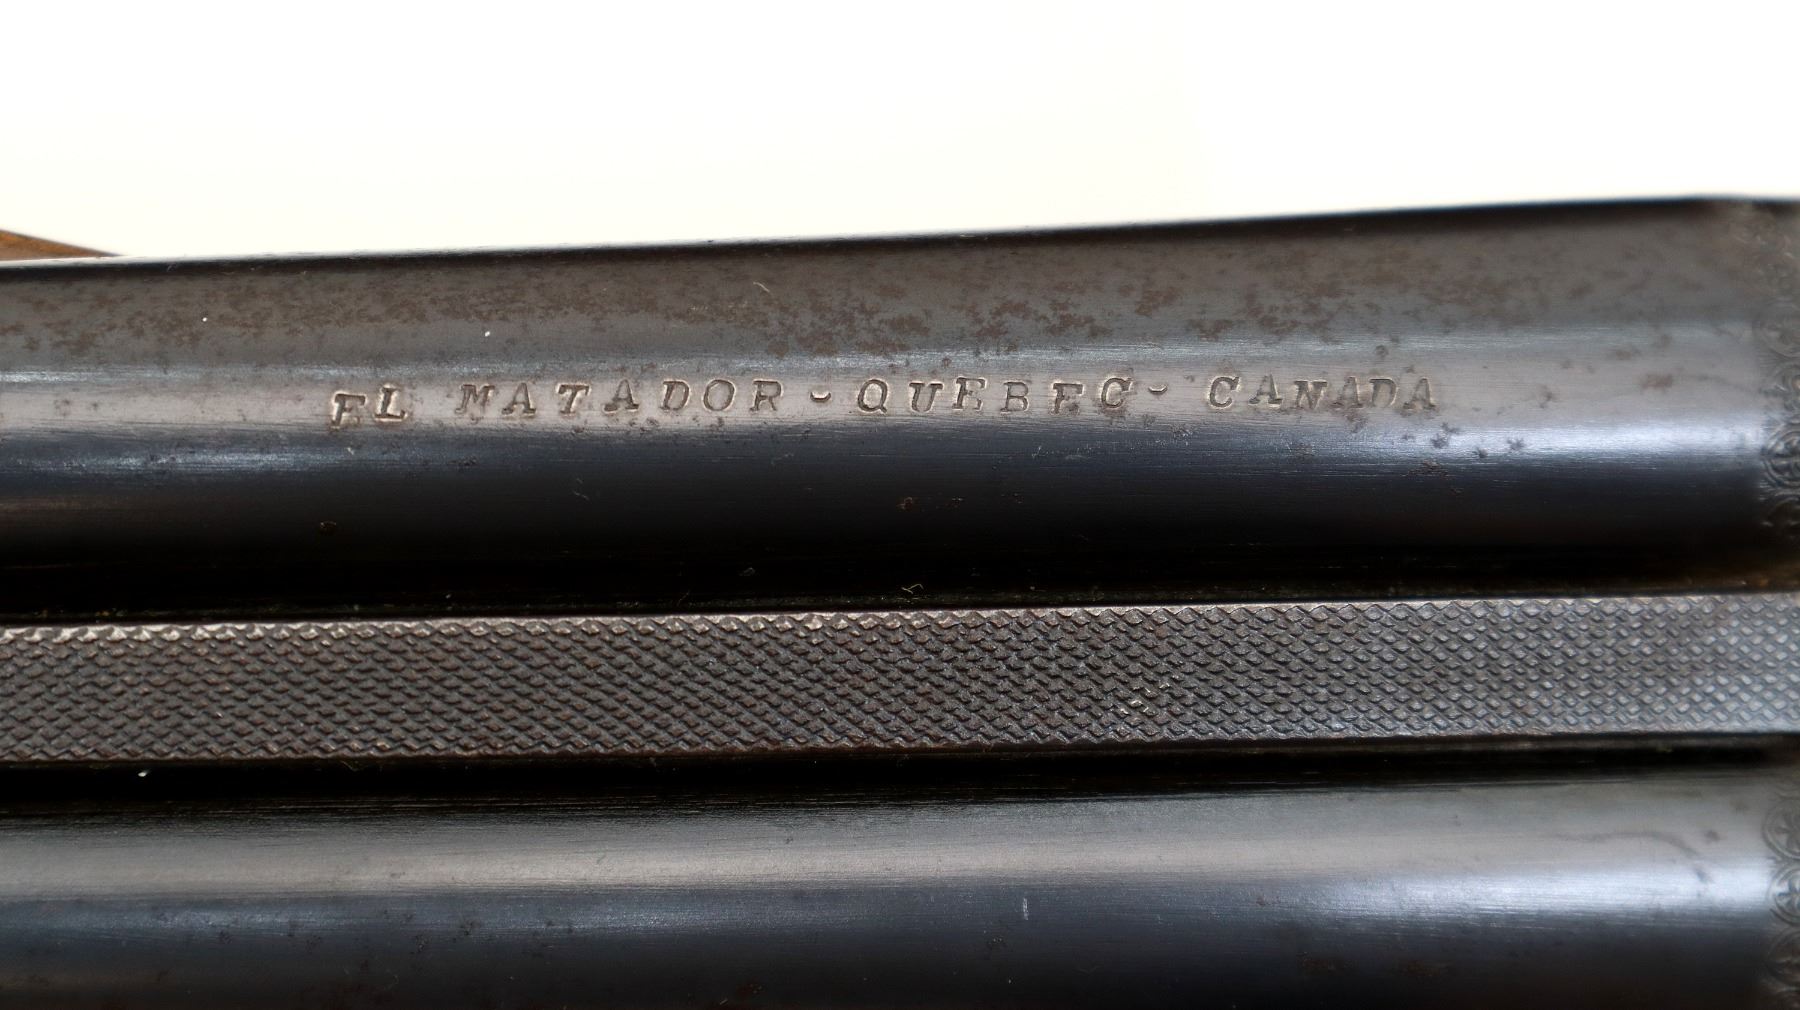 EL MATADOR - QUEBEC - CANADA